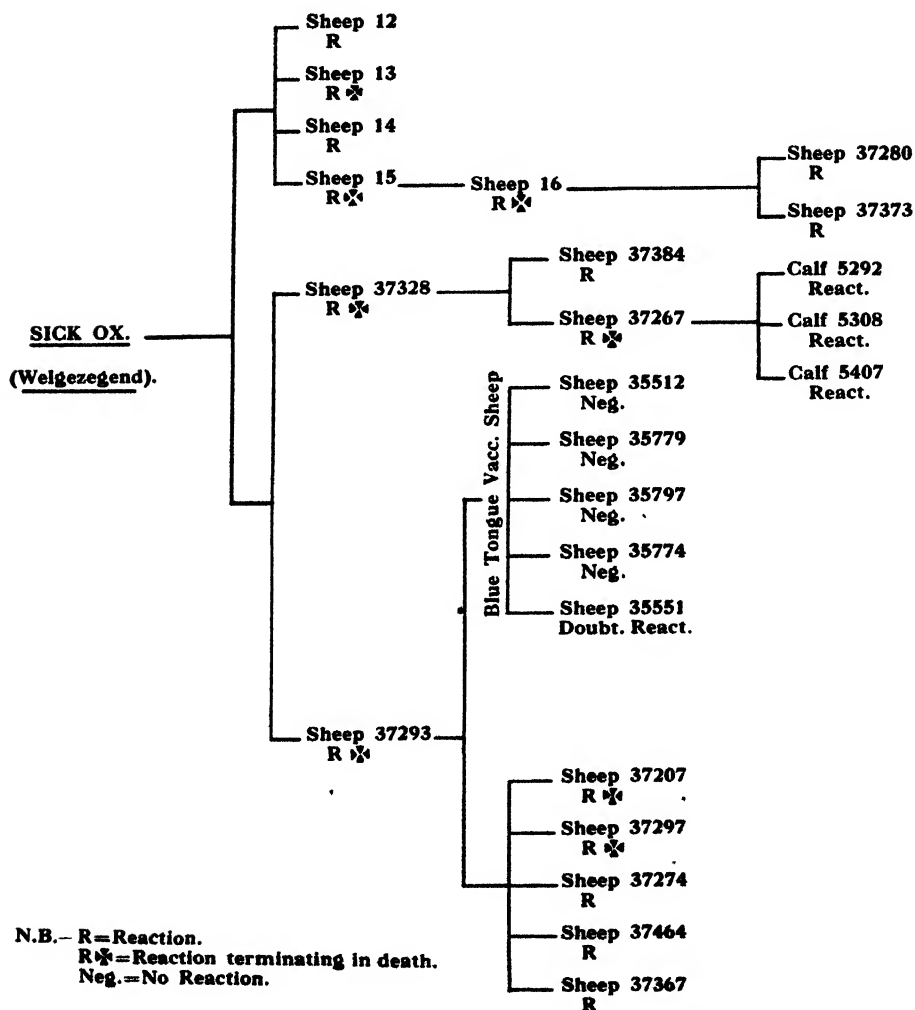 Sheep 12
R
Sheep 13
R ✠
Sheep 14
R
Sheep 15
R ✠
Sheep 16
R ✠
Sheep 37280
R
Sheep 37373
R
SICK OX.
(Welgezegend).
Sheep 37328
R ✠
Sheep 37384
R
Sheep 37267
R ✠
Calf 5292
React.
Calf 5308
React.
Calf 5407
React.
Blue Tongue Vacc. Sheep
Sheep 35512
Neg.
Sheep 35779
Neg.
Sheep 35797
Neg.
Sheep 35774
Neg.
Sheep 35551
Doubt. React.
Sheep 37293
R ✠
Sheep 37207
R ✠
Sheep 37297
R ✠
Sheep 37274
R
Sheep 37464
R
Sheep 37367
R
N.B.— R=Reaction.
R✠=Reaction terminating in death.
Neg.=No Reaction.